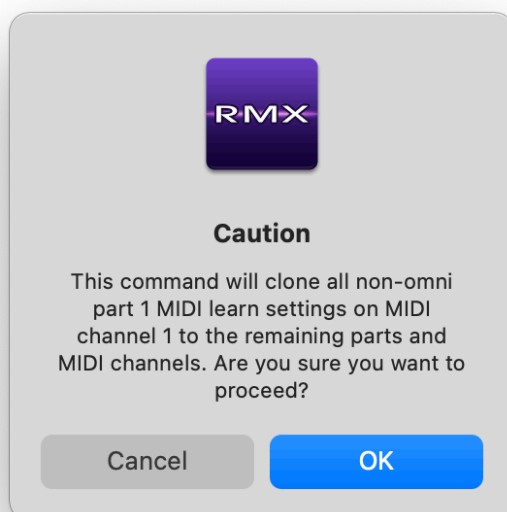 RMX
Caution
This command will clone all non-omni
part 1 MIDI learn settings on MIDI
channel 1 to the remaining parts and
MIDI channels. Are you sure you want to
proceed?
Cancel OK